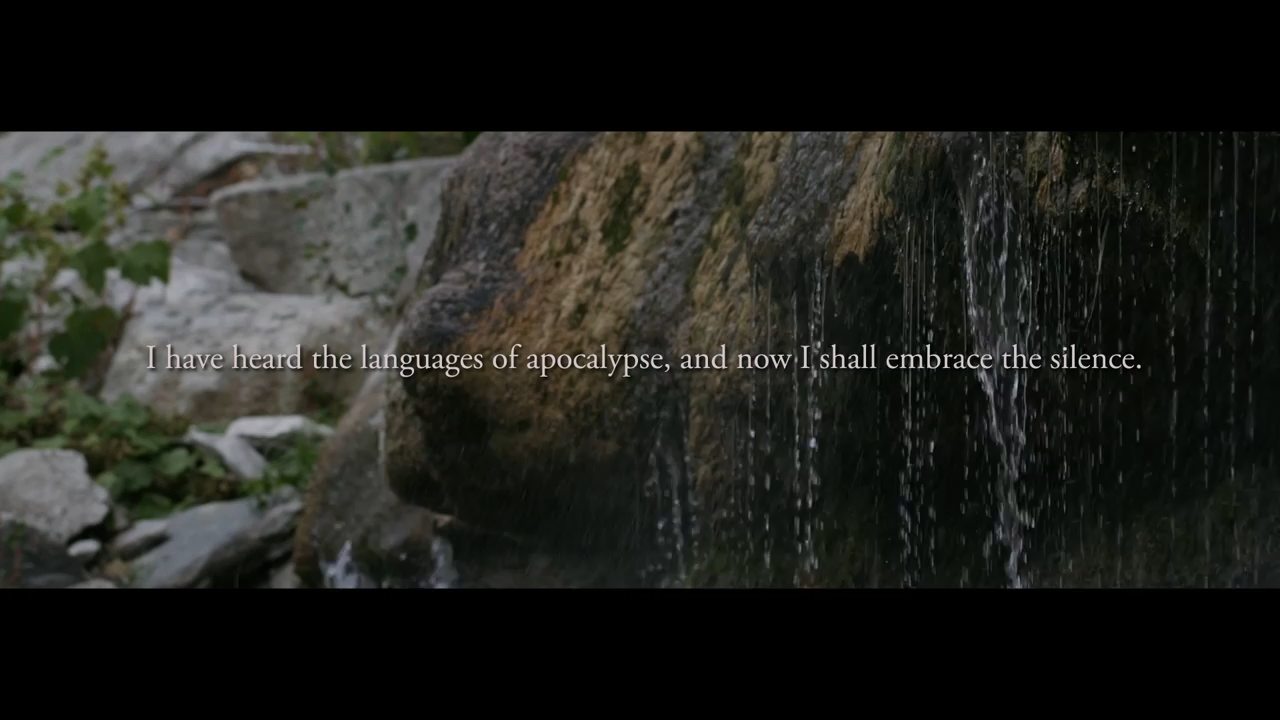 I have heard the languages of apocalypse, and now I shall embrace the silence.